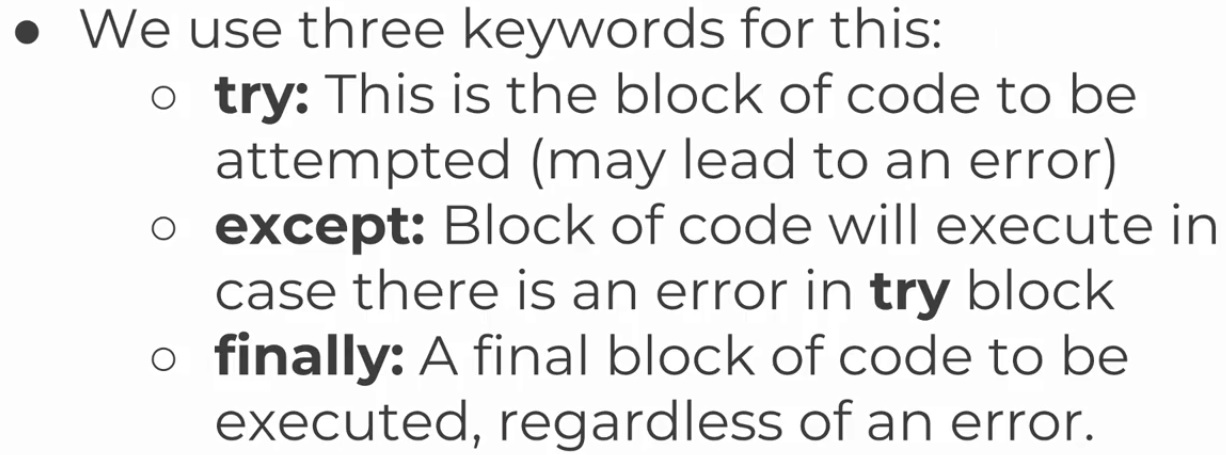 ● We use three keywords for this:
○ try: This is the block of code to be
attempted (may lead to an error)
○ except: Block of code will execute in
case there is an error in try block
○ finally: A final block of code to be
executed, regardless of an error.